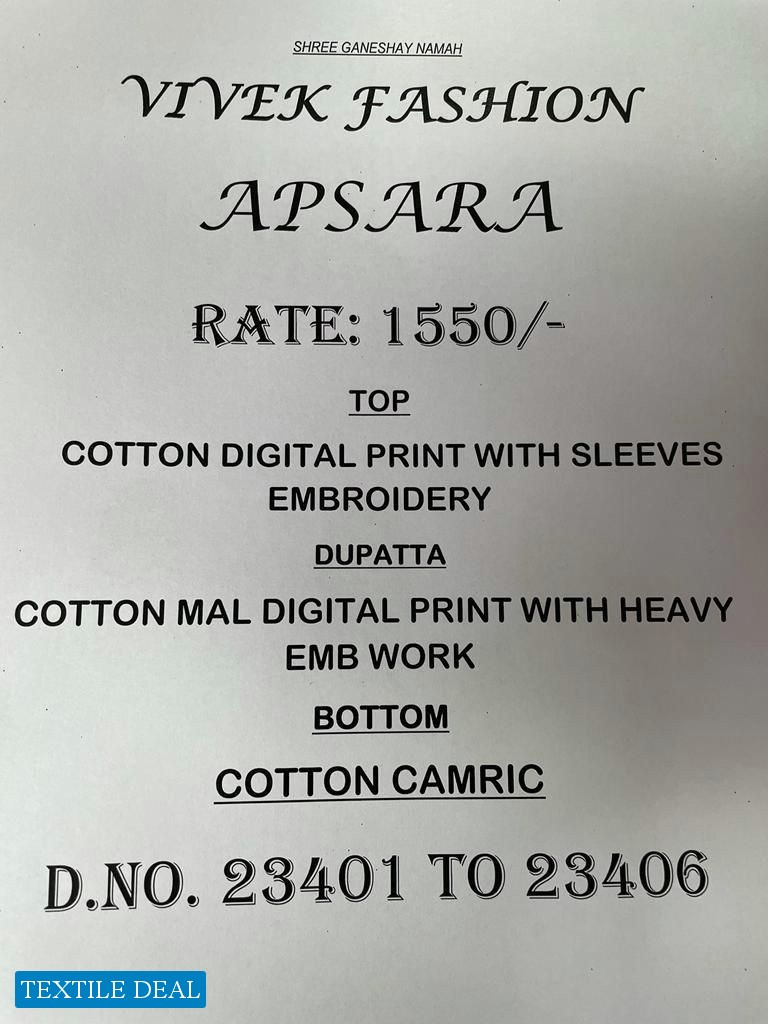 SHREE GANESHAY NAMAH
VIVEK FASHION
APSARA
RATE: 1550/-
TOP
COTTON DIGITAL PRINT WITH SLEEVES
EMBROIDERY
DUPATTA
COTTON MAL DIGITAL PRINT WITH HEAVY
EMB WORK
BOTTOM
COTTON CAMRIC
D.NO. 23401 TO 23406
TEXTILE DEAL